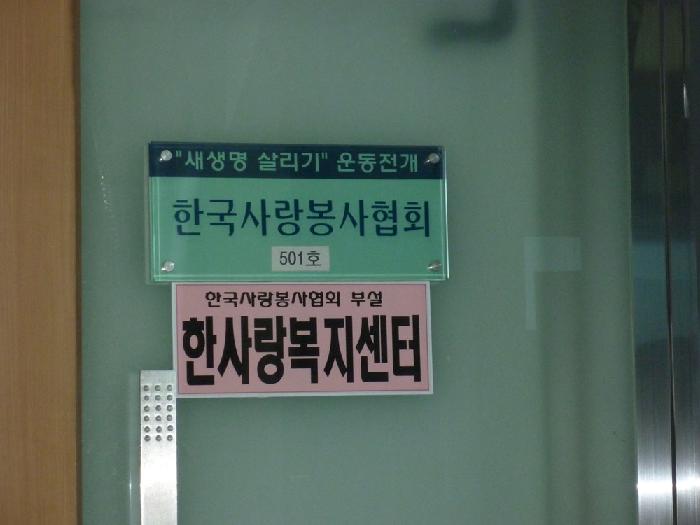 "새생명 살리기" 운동전개
한국사랑봉사협회
501호
한국사랑봉사협회 부설
한사랑복지센터